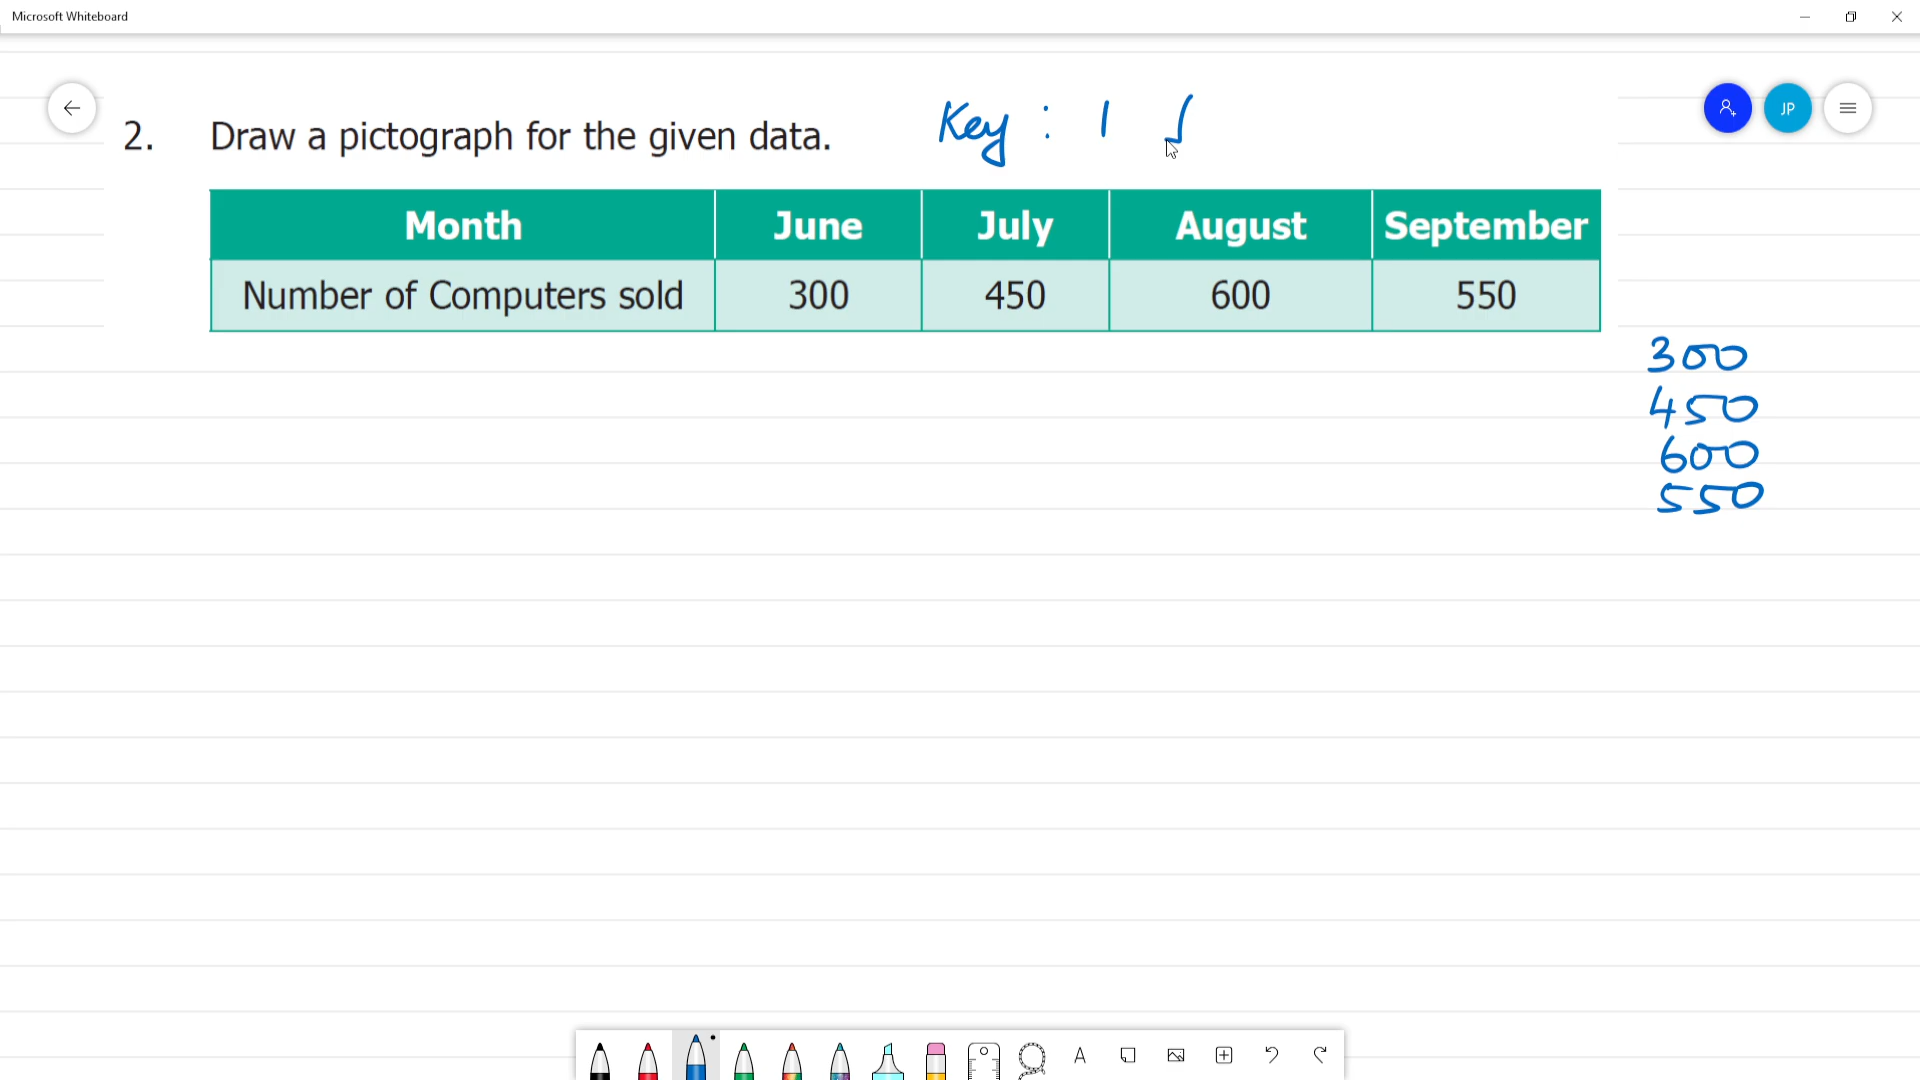 Microsoft Whiteboard
2. Draw a pictograph for the given data. Key : 1
JP
Month June July August September
Number of Computers sold 300 450 600 550
300
450
600
550
A